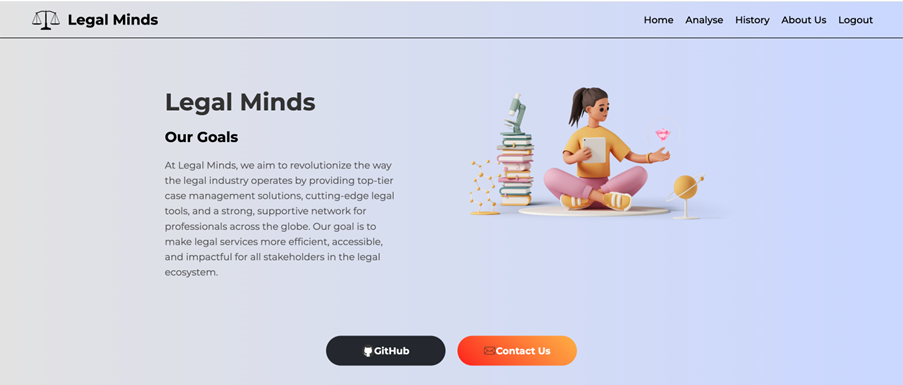 Legal Minds
Home Analyse History About Us Logout
Legal Minds
Our Goals
At Legal Minds, we aim to revolutionize the way
the legal industry operates by providing top-tier
case management solutions, cutting-edge legal
tools, and a strong, supportive network for
professionals across the globe. Our goal is to
make legal services more efficient, accessible,
and impactful for all stakeholders in the legal
ecosystem.
GitHub
Contact Us